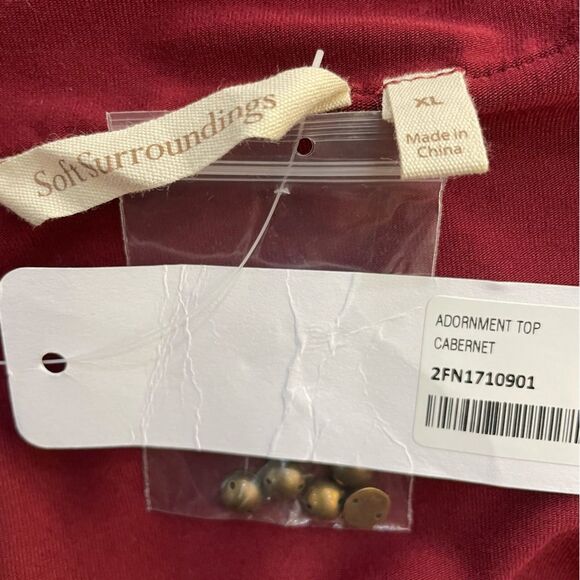 SoftSurroundings
XL
Made in
China
ADORNMENT TOP
CABERNET
2FN1710901